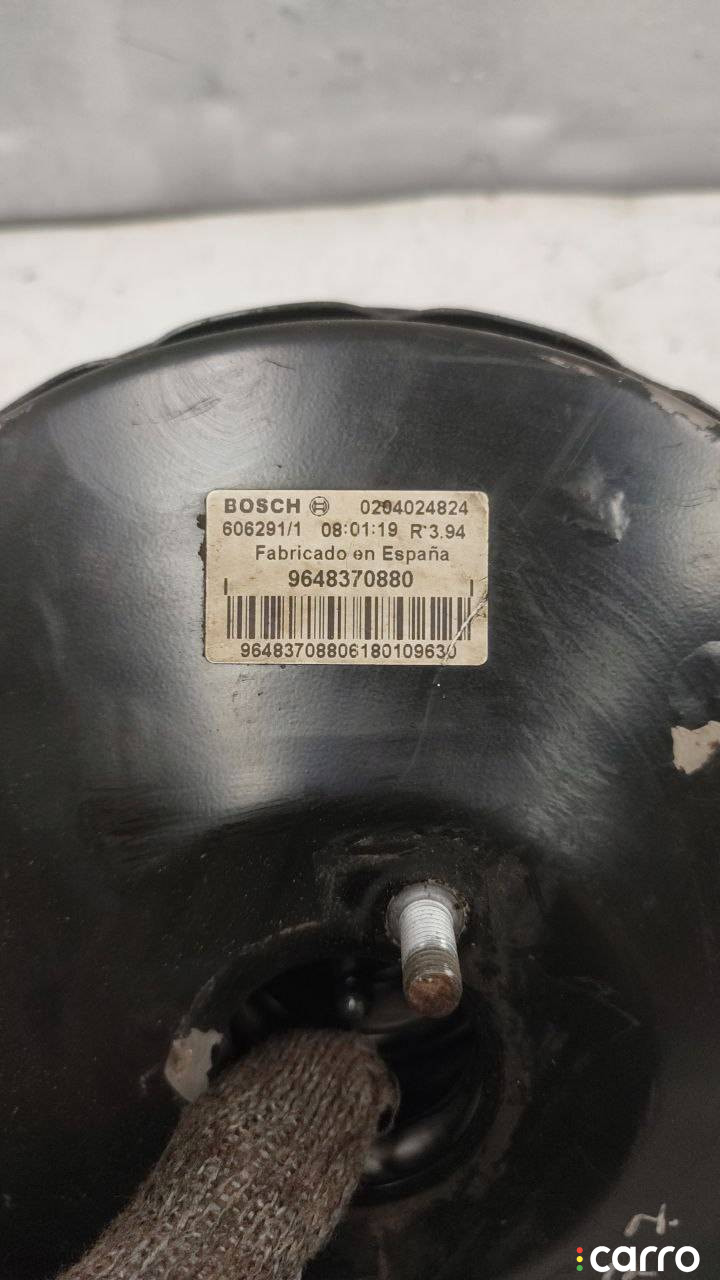 BOSCH 0204024824
606291/1 08:01:19 R 3.94
Fabricado en España
9648370880
96483708806180109630
carro